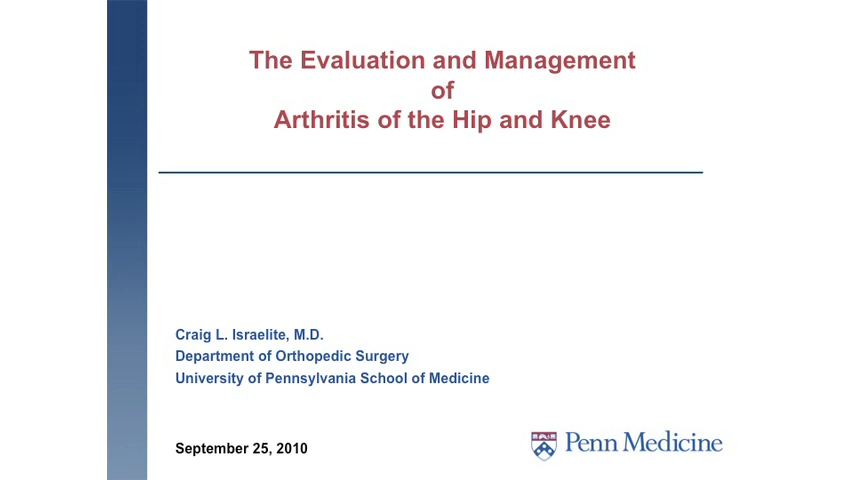 The Evaluation and Management
of
Arthritis of the Hip and Knee
Craig L. Israelite, M.D.
Department of Orthopedic Surgery
University of Pennsylvania School of Medicine
September 25, 2010
Penn Medicine